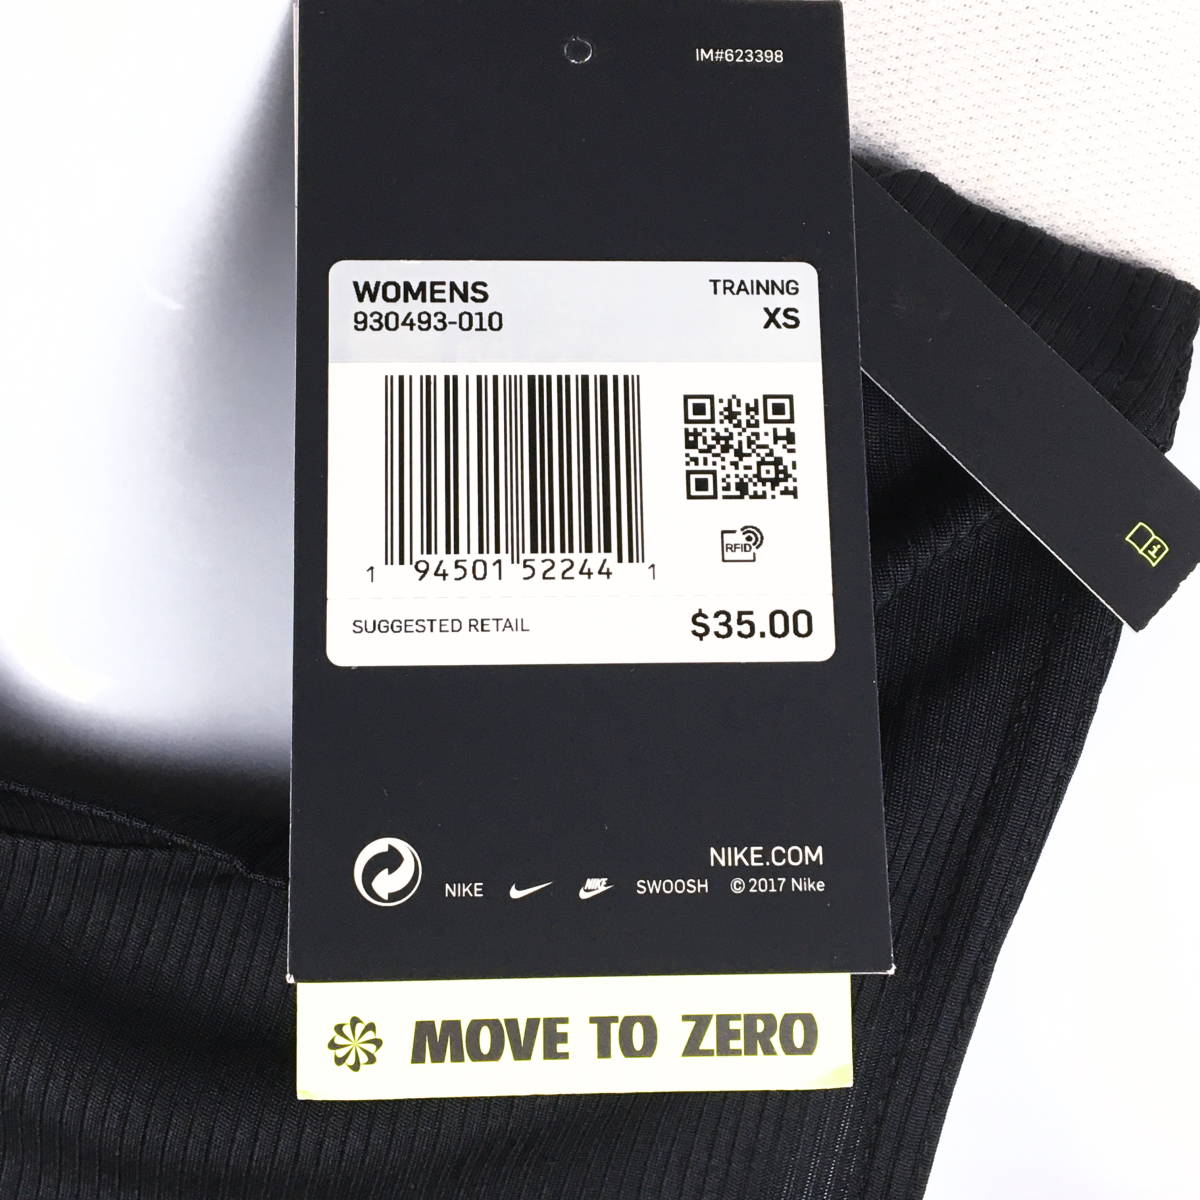 IM#623398
WOMENS
TRAINNG
930493-010
XS
RFID
1 94501 52244 1
SUGGESTED RETAIL
$35.00
NIKE.COM
NIKE NIKE SWOOSH © 2017 Nike
MOVE TO ZERO